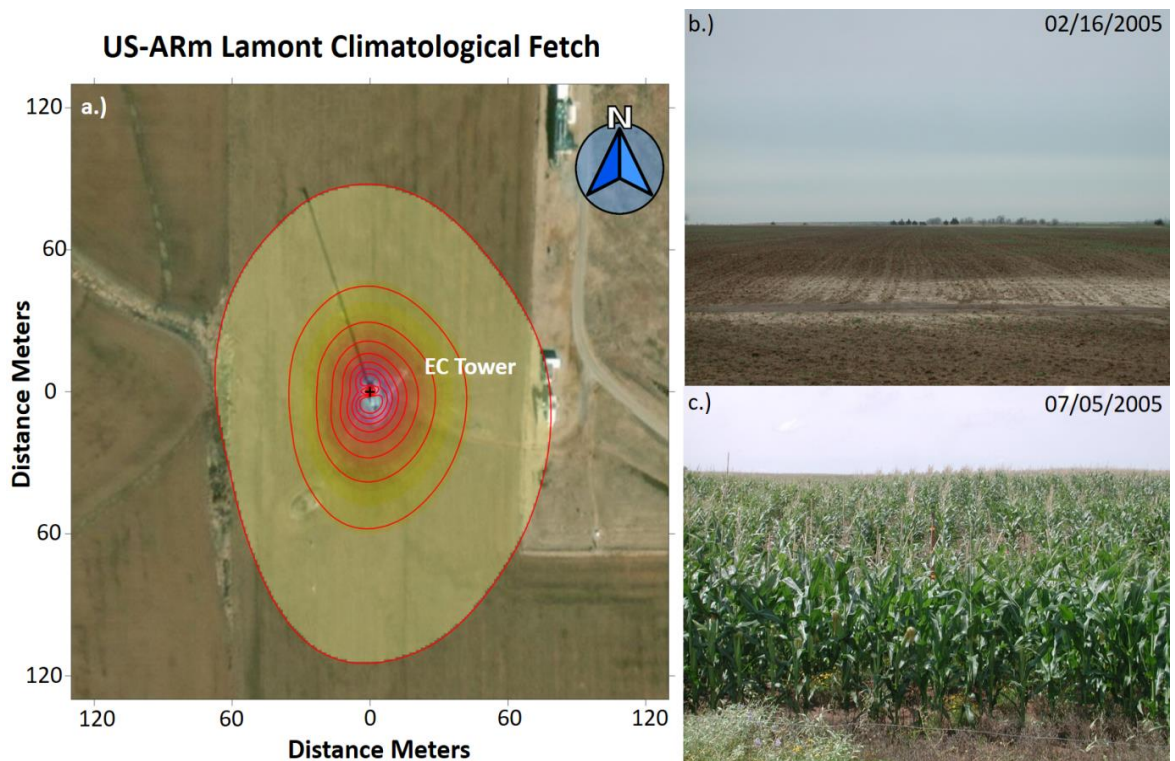 US-ARm Lamont Climatological Fetch
a.)
N
120
60
0
60
120
EC Tower
Distance Meters
120
60
0
60
120
Distance Meters
b.)
02/16/2005
c.)
07/05/2005